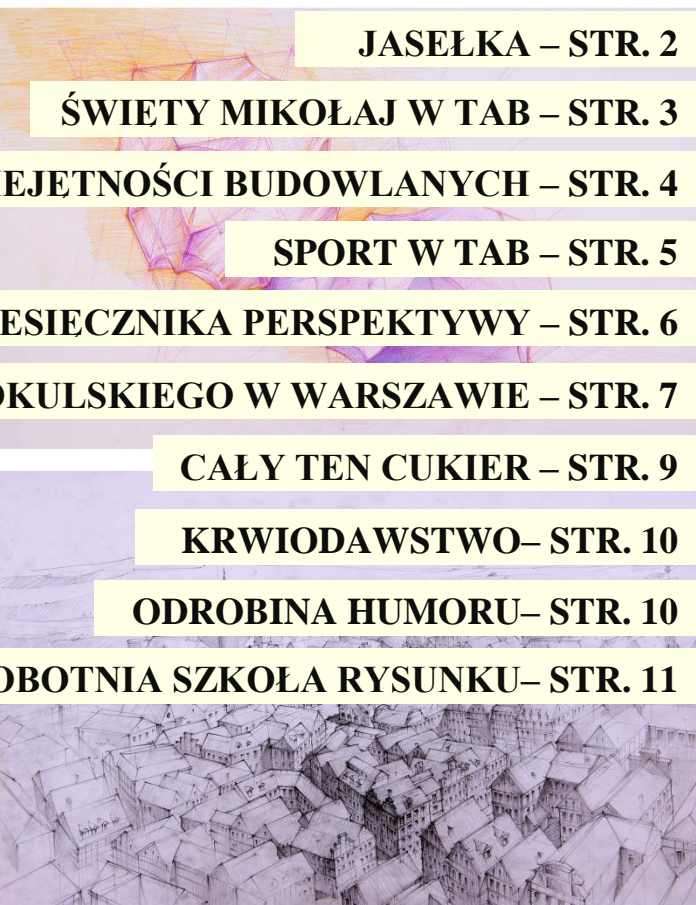 JASEŁKA – STR. 2
ŚWIĘTY MIKOŁAJ W TAB – STR. 3
IEJĘTNOŚCI BUDOWLANYCH – STR. 4
SPORT W TAB – STR. 5
ESIĘCZNIKA PERSPEKTYWY – STR. 6
OKULSKIEGO W WARSZAWIE – STR. 7
CAŁY TEN CUKIER – STR. 9
KRWIODAWSTWO– STR. 10
ODROBINA HUMORU– STR. 10
OBOTNIA SZKOŁA RYSUNKU– STR. 11